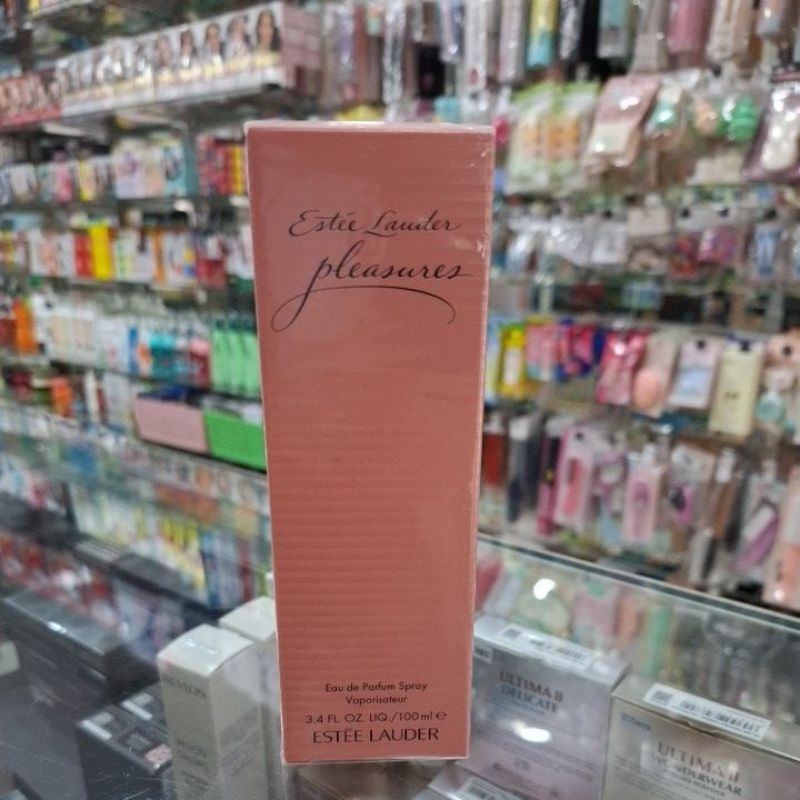 Estēe Lauder
pleasures
Eau de Parfum Spray
Vaporisateur
3.4 FL. OZ. LIQ./100 ml ℮
ESTĒE LAUDER
REVLON
ULTIMA II
DELICATE
ULTIMA II
WONDERWEAR